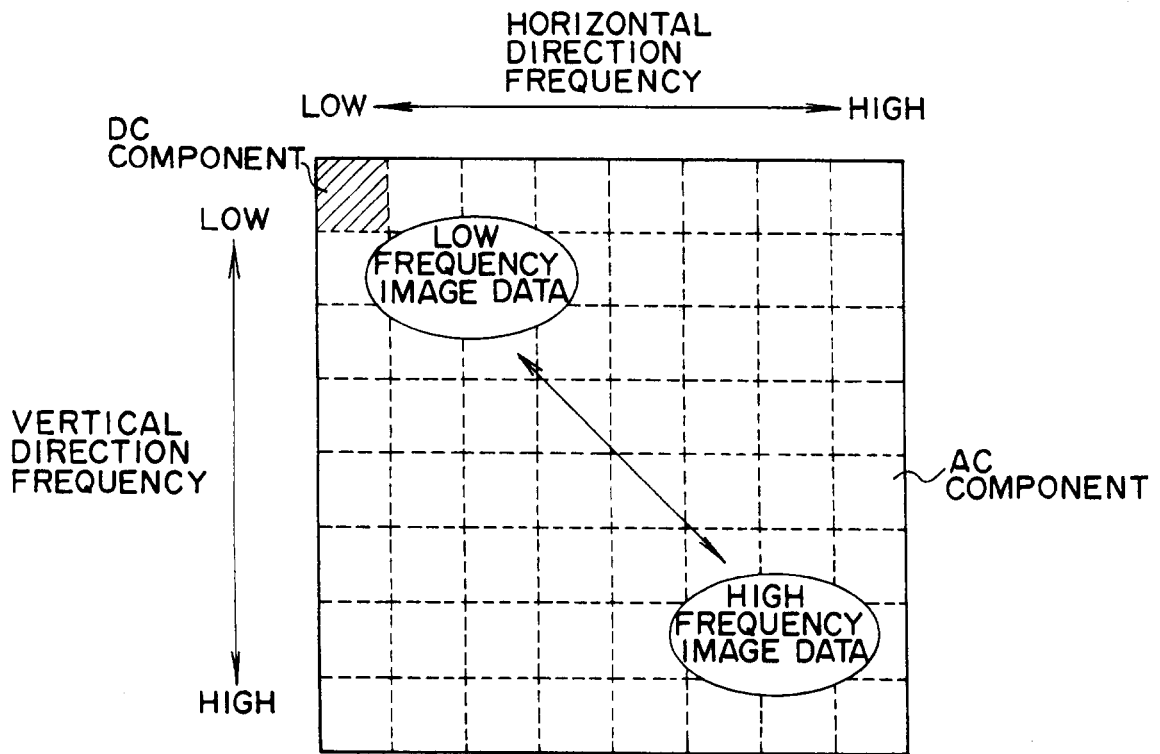 HORIZONTAL
DIRECTION
FREQUENCY
LOW
HIGH
DC
COMPONENT
LOW
LOW
FREQUENCY
IMAGE DATA
VERTICAL
DIRECTION
FREQUENCY
AC
COMPONENT
HIGH
FREQUENCY
IMAGE DATA
HIGH